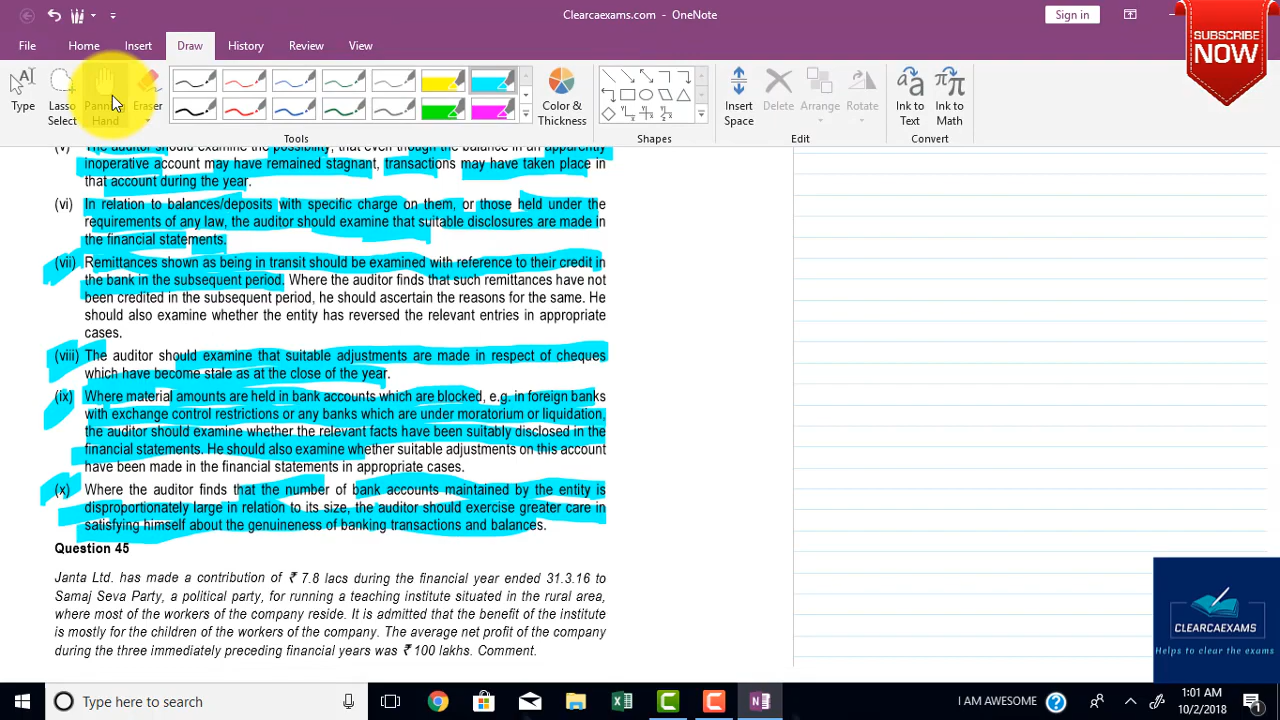 Clearcaexams.com - OneNote
Sign in
SUBSCRIBE
NOW
File Home Insert Draw History Review View
Type Lasso Select Panning Hand Eraser
Color & Thickness
Insert Space Delete Arrange Rotate
Ink to Text Ink to Math
Tools Shapes Edit Convert
(v) The auditor should examine the possibility, that even though the balance in an apparently
inoperative account may have remained stagnant, transactions may have taken place in
that account during the year.
(vi) In relation to balances/deposits with specific charge on them, or those held under the
requirements of any law, the auditor should examine that suitable disclosures are made in
the financial statements.
(vii) Remittances shown as being in transit should be examined with reference to their credit in
the bank in the subsequent period. Where the auditor finds that such remittances have not
been credited in the subsequent period, he should ascertain the reasons for the same. He
should also examine whether the entity has reversed the relevant entries in appropriate
cases.
(viii) The auditor should examine that suitable adjustments are made in respect of cheques
which have become stale as at the close of the year.
(ix) Where material amounts are held in bank accounts which are blocked, e.g. in foreign banks
with exchange control restrictions or any banks which are under moratorium or liquidation,
the auditor should examine whether the relevant facts have been suitably disclosed in the
financial statements. He should also examine whether suitable adjustments on this account
have been made in the financial statements in appropriate cases.
(x) Where the auditor finds that the number of bank accounts maintained by the entity is
disproportionately large in relation to its size, the auditor should exercise greater care in
satisfying himself about the genuineness of banking transactions and balances.
Question 45
Janta Ltd. has made a contribution of ₹ 7.8 lacs during the financial year ended 31.3.16 to
Samaj Seva Party, a political party, for running a teaching institute situated in the rural area,
where most of the workers of the company reside. It is admitted that the benefit of the institute
is mostly for the children of the workers of the company. The average net profit of the company
during the three immediately preceding financial years was ₹ 100 lakhs. Comment.
CLEARCAEXAMS
Helps to clear the exams
Type here to search
I AM AWESOME
1:01 AM
10/2/2018
1